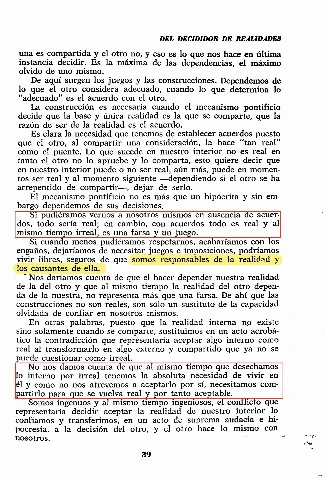 DEL DECIDIDOR DE REALIDADES
una es compartida y el otro no, y eso es lo que nos hace en última
instancia decidir. Es la máxima de las dependencias, el máximo
olvido de uno mismo.
De aquí surgen los juegos y las construcciones. Dependemos de
lo que el otro considera adecuado, cuando lo que determina lo
"adecuado" es el acuerdo con el otro.
La construcción es necesaria cuando el mecanismo pontificio
decide que la base y única realidad es la que se comparte, que la
razón de ser de la realidad es el acuerdo.
Es clara la necesidad que tenemos de establecer acuerdos puesto
que el otro, al compartir una consideración, la hace "tan real"
como el puente. Lo que sucede en nuestro interior no es real en
tanto el otro no lo apruebe y lo comparta, esto quiere decir que
en nuestro interior puede o no ser real, aún más, puede en momen-
tos ser real y al momento siguiente —dependiendo si el otro se ha
arrepentido de compartir—, dejar de serlo.
El mecanismo pontificio no es más que un hipócrita y sin em-
bargo dependemos de sus decisiones.
Si pudiéramos vernos a nosotros mismos en ausencia de acuer-
dos, todo sería real; en cambio, con acuerdos todo es real y al
mismo tiempo irreal, es una farsa y un juego.
Si cuando menos pudiéramos respetarnos, acabaríamos con los
engaños, dejaríamos de necesitar juegos e imposiciones, podríamos
vivir libres, seguros de que somos responsables de la realidad y
los causantes de ella.
Nos daríamos cuenta de que el hacer depender nuestra realidad
de la del otro y que al mismo tiempo la realidad del otro depen-
da de la nuestra, no representa más que una farsa. De ahí que las
construcciones no sean reales, son solo un sustituto de la capacidad
olvidada de confiar en nosotros mismos.
En otras palabras, puesto que la realidad interna no existe
sino solamente cuando se comparte, sustituimos en un acto acrobá-
tico la contradicción que representaría aceptar algo interno como
real al transformarlo en algo externo y compartido que ya no se
puede cuestionar como irreal.
No nos damos cuenta de que al mismo tiempo que desechamos
lo interno por irreal tenemos la absoluta necesidad de vivir en
él y como no nos atrevemos a aceptarlo por sí, necesitamos com-
partirlo para que se vuelva real y por tanto aceptable.
Somos ingenuos y al mismo tiempo ingeniosos, el conflicto que
representaría decidir aceptar la realidad de nuestro interior lo
confiamos y transferimos, en un acto de suprema audacia e hi-
pocresía, a la decisión del otro, y el otro hace lo mismo con
nosotros.
39